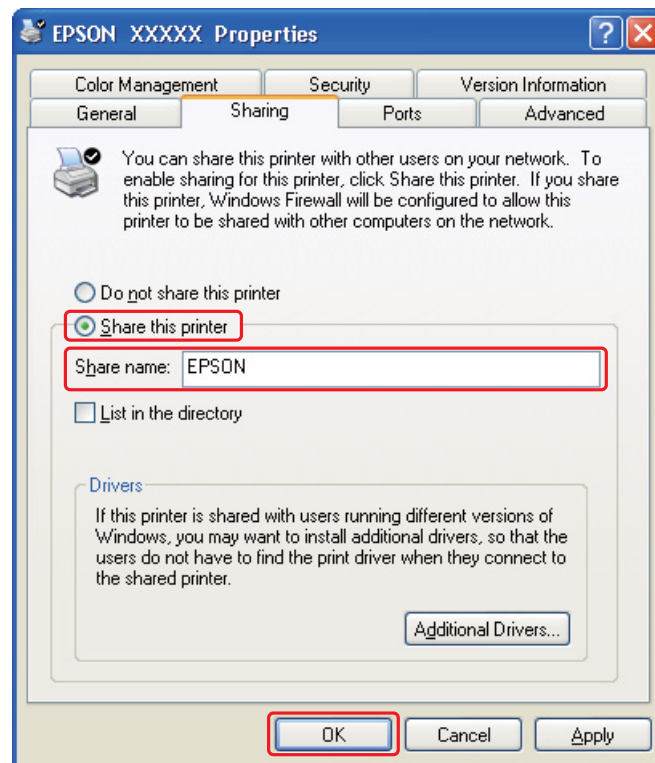 EPSON XXXXX Properties
Color Management Security Version Information
General Sharing Ports Advanced
You can share this printer with other users on your network. To
enable sharing for this printer, click Share this printer. If you share
this printer, Windows Firewall will be configured to allow this
printer to be shared with other computers on the network.
Do not share this printer
Share this printer
Share name: EPSON
List in the directory
Drivers
If this printer is shared with users running different versions of
Windows, you may want to install additional drivers, so that the
users do not have to find the print driver when they connect to
the shared printer.
Additional Drivers...
OK Cancel Apply